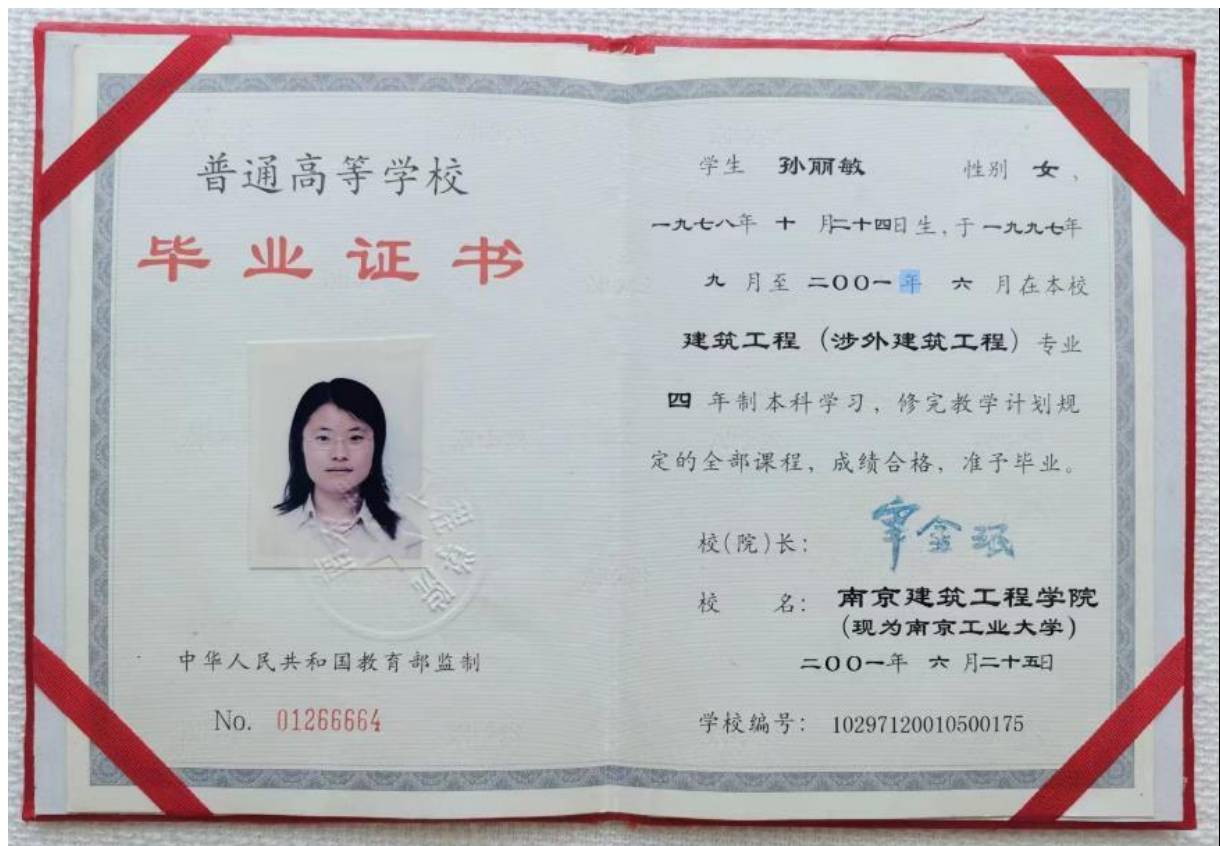 普通高等学校
毕业证书
中华人民共和国教育部监制
No. 01266664
学生 孙丽敏 性别 女,
一九七八年 十 月二十四日生,于一九九七年
九 月至 二〇〇一年 六 月在本校
建筑工程(涉外建筑工程)专业
四 年制本科学习,修完教学计划规
定的全部课程,成绩合格,准予毕业。
校(院)长:
校 名:南京建筑工程学院
(现为南京工业大学)
二〇〇一年 六 月二十五日
学校编号:10297120010500175